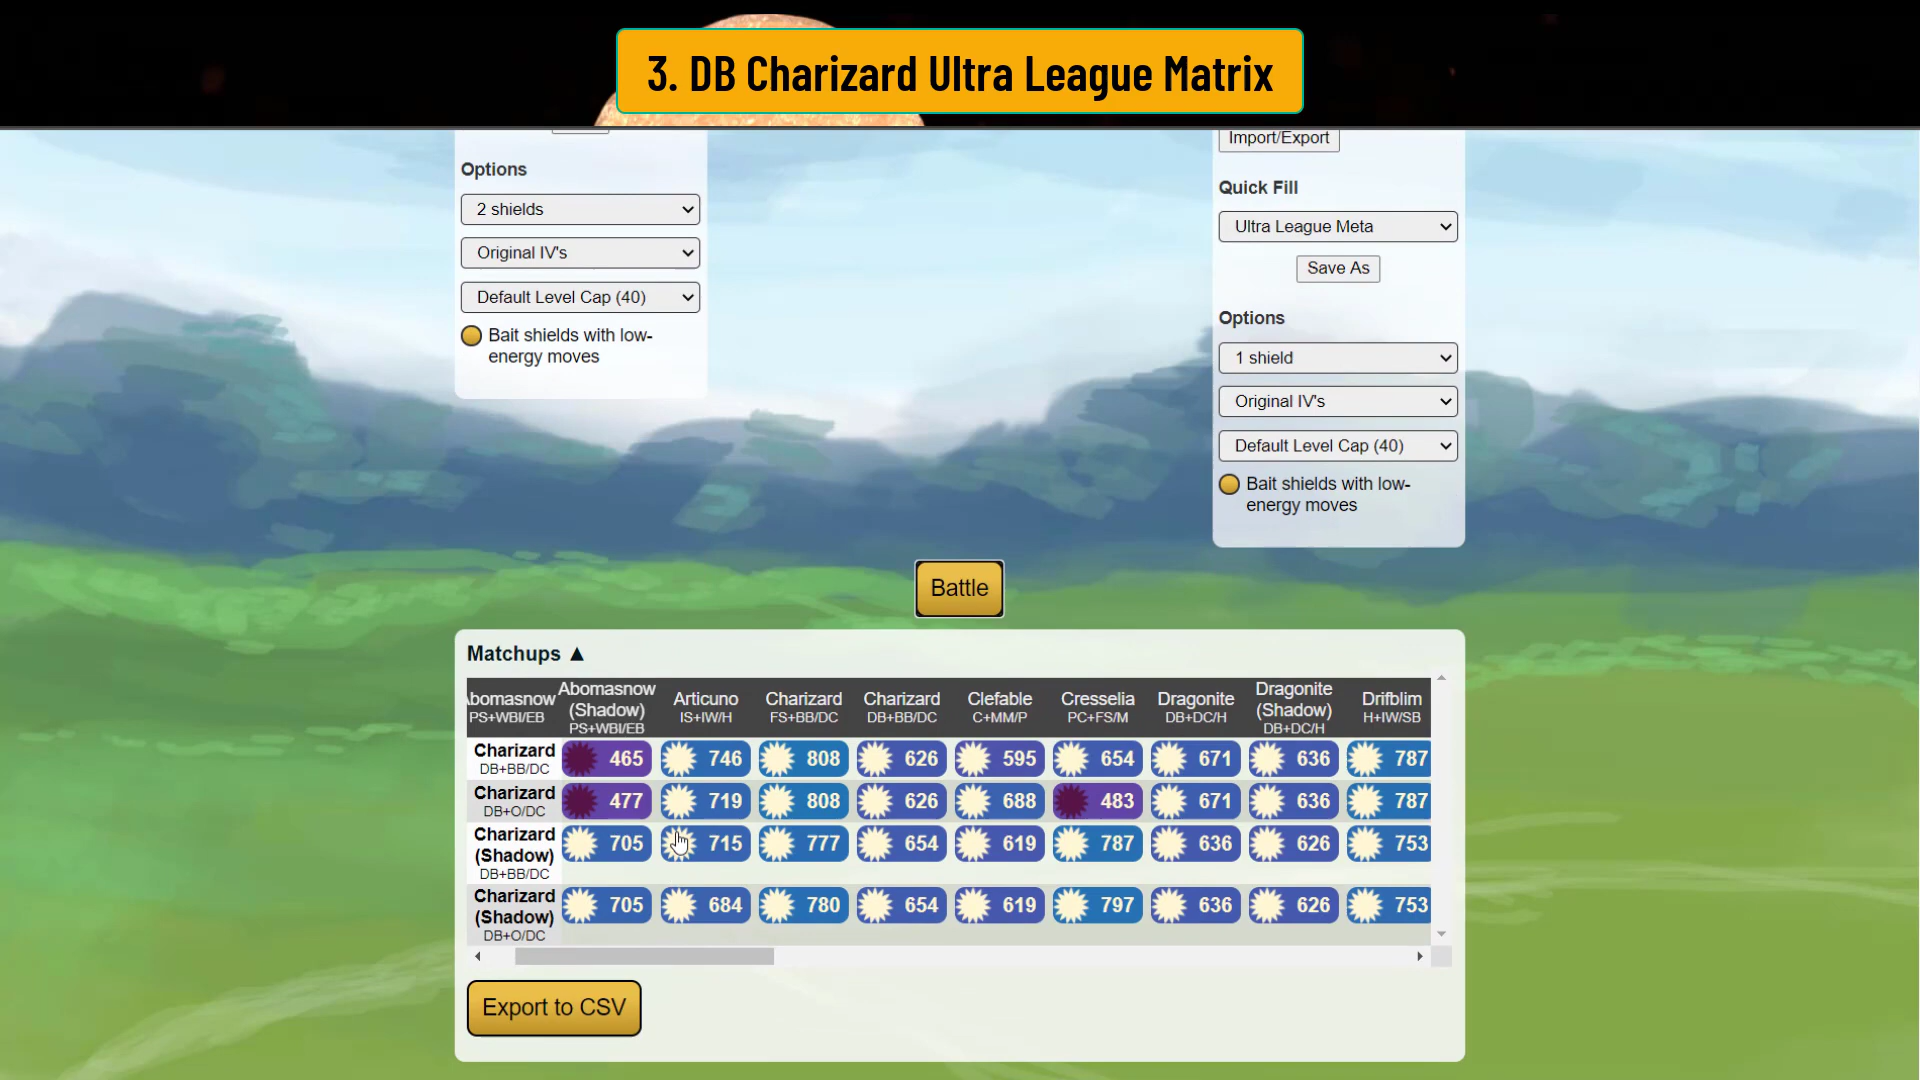 3. DB Charizard Ultra League Matrix
Options
2 shields
Original IV's
Default Level Cap (40)
Bait shields with low-
energy moves
Import/Export
Quick Fill
Ultra League Meta
Save As
Options
1 shield
Original IV's
Default Level Cap (40)
Bait shields with low-
energy moves
Battle
Matchups ▲
bomasnow PS+WBI/EB
Abomasnow (Shadow) PS+WBI/EB
Articuno IS+IW/H
Charizard FS+BB/DC
Charizard DB+BB/DC
Clefable C+MM/P
Cresselia PC+FS/M
Dragonite DB+DC/H
Dragonite (Shadow) DB+DC/H
Drifblim H+IW/SB
Charizard DB+BB/DC 465 746 808 626 595 654 671 636 787
Charizard DB+O/DC 477 719 808 626 688 483 671 636 787
Charizard (Shadow) DB+BB/DC 705 715 777 654 619 787 636 626 753
Charizard (Shadow) DB+O/DC 705 684 780 654 619 797 636 626 753
Export to CSV